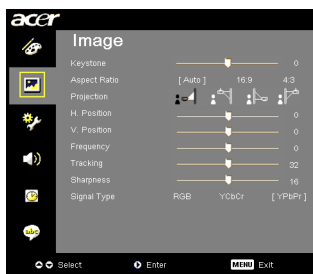 acer
Image
Keystone 0
Aspect Ratio [ Auto ] 16:9 4:3
Projection
H. Position 0
V. Position 0
Frequency 0
Tracking 32
Sharpness 16
Signal Type RGB YCbCr [ YPbPr ]
abc
Select Enter MENU Exit